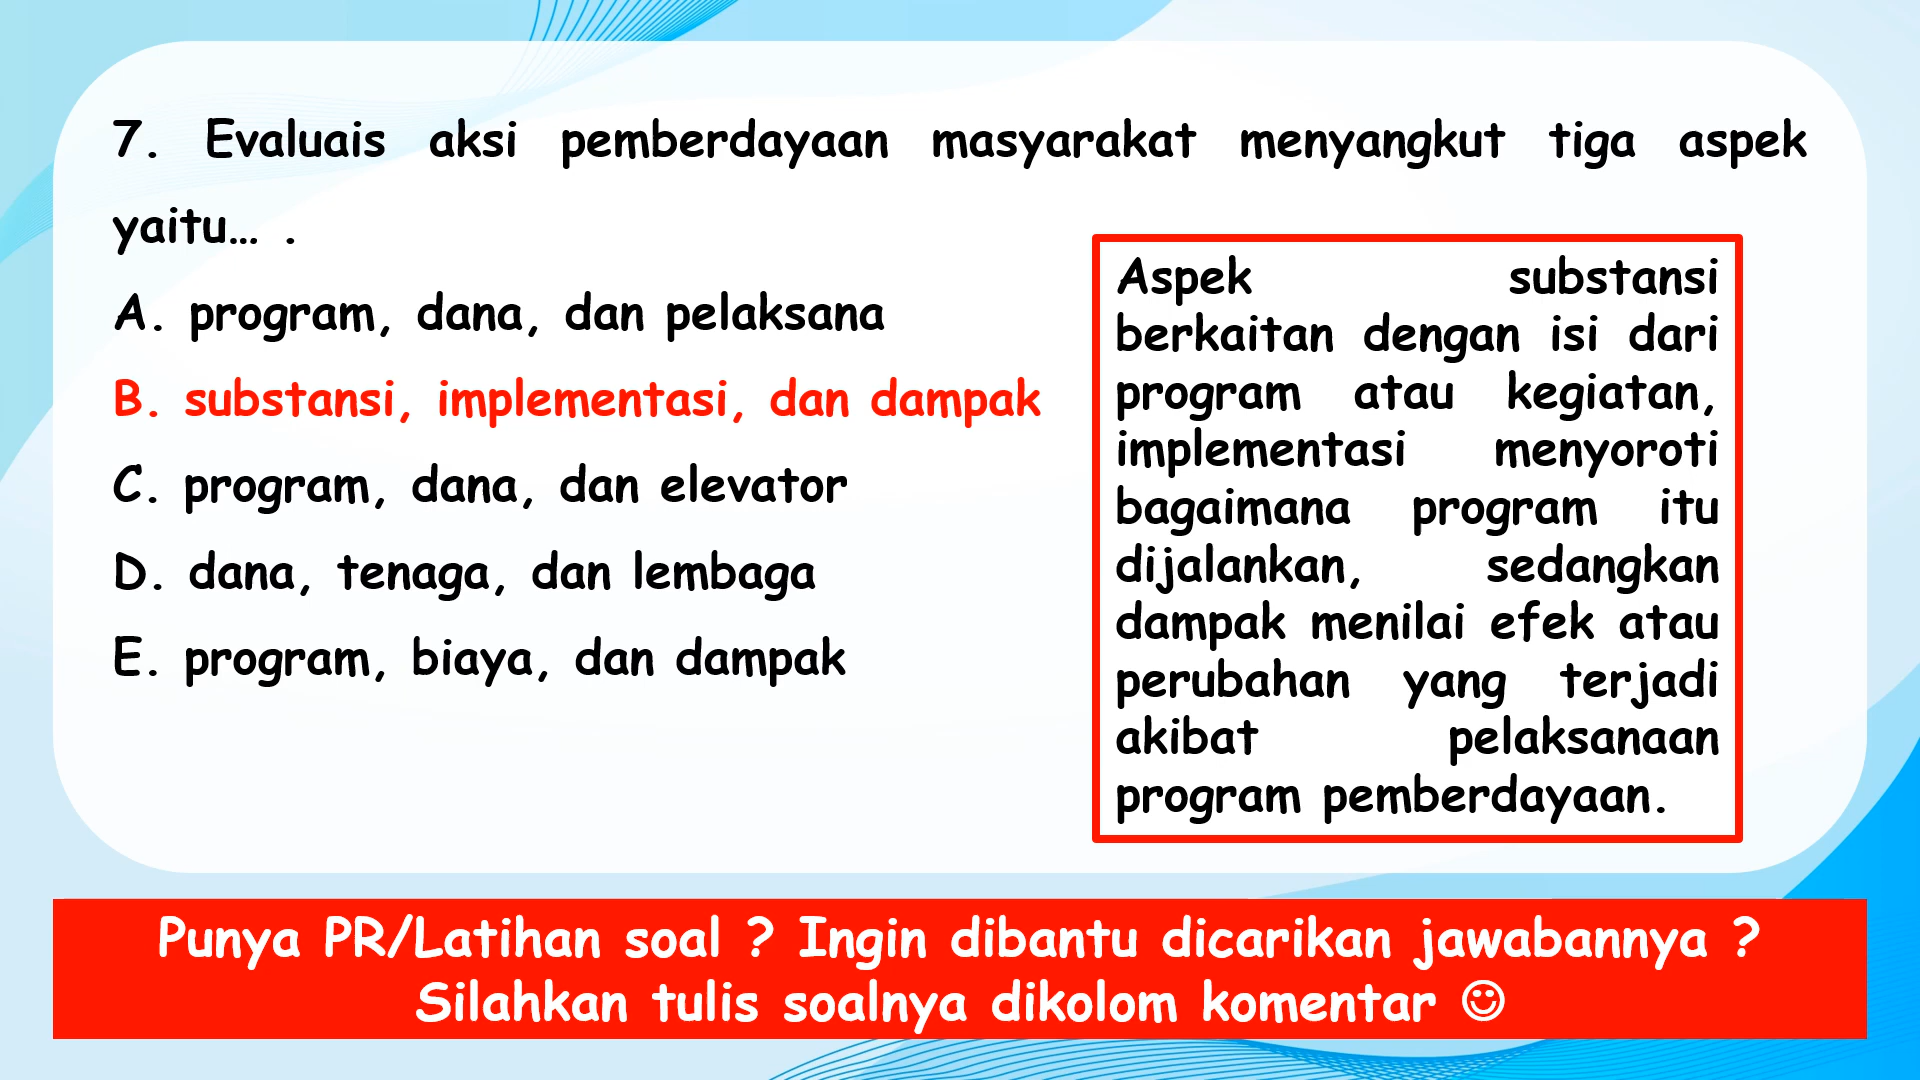 7. Evaluais aksi pemberdayaan masyarakat menyangkut tiga aspek
yaitu... .
A. program, dana, dan pelaksana
B. substansi, implementasi, dan dampak
C. program, dana, dan elevator
D. dana, tenaga, dan lembaga
E. program, biaya, dan dampak
Aspek substansi
berkaitan dengan isi dari
program atau kegiatan,
implementasi menyoroti
bagaimana program itu
dijalankan, sedangkan
dampak menilai efek atau
perubahan yang terjadi
akibat pelaksanaan
program pemberdayaan.
Punya PR/Latihan soal ? Ingin dibantu dicarikan jawabannya ?
Silahkan tulis soalnya dikolom komentar ☺